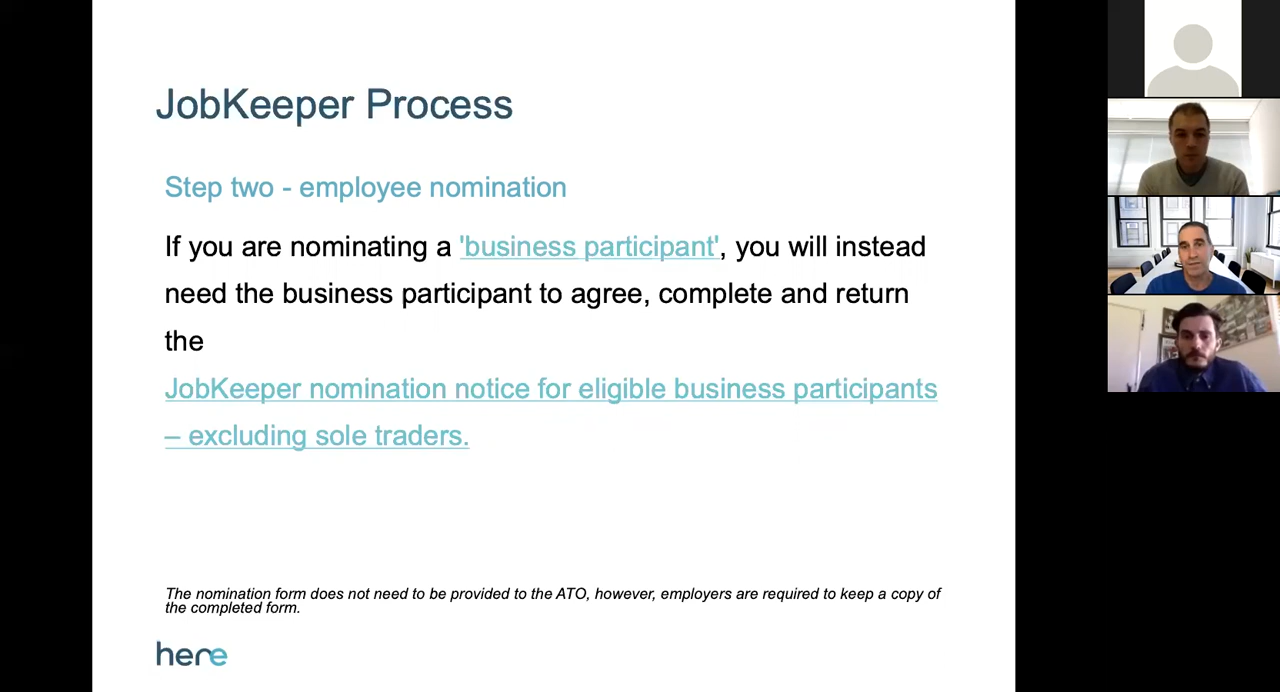 JobKeeper Process
Step two - employee nomination
If you are nominating a 'business participant', you will instead
need the business participant to agree, complete and return
the
JobKeeper nomination notice for eligible business participants
– excluding sole traders.
The nomination form does not need to be provided to the ATO, however, employers are required to keep a copy of
the completed form.
here